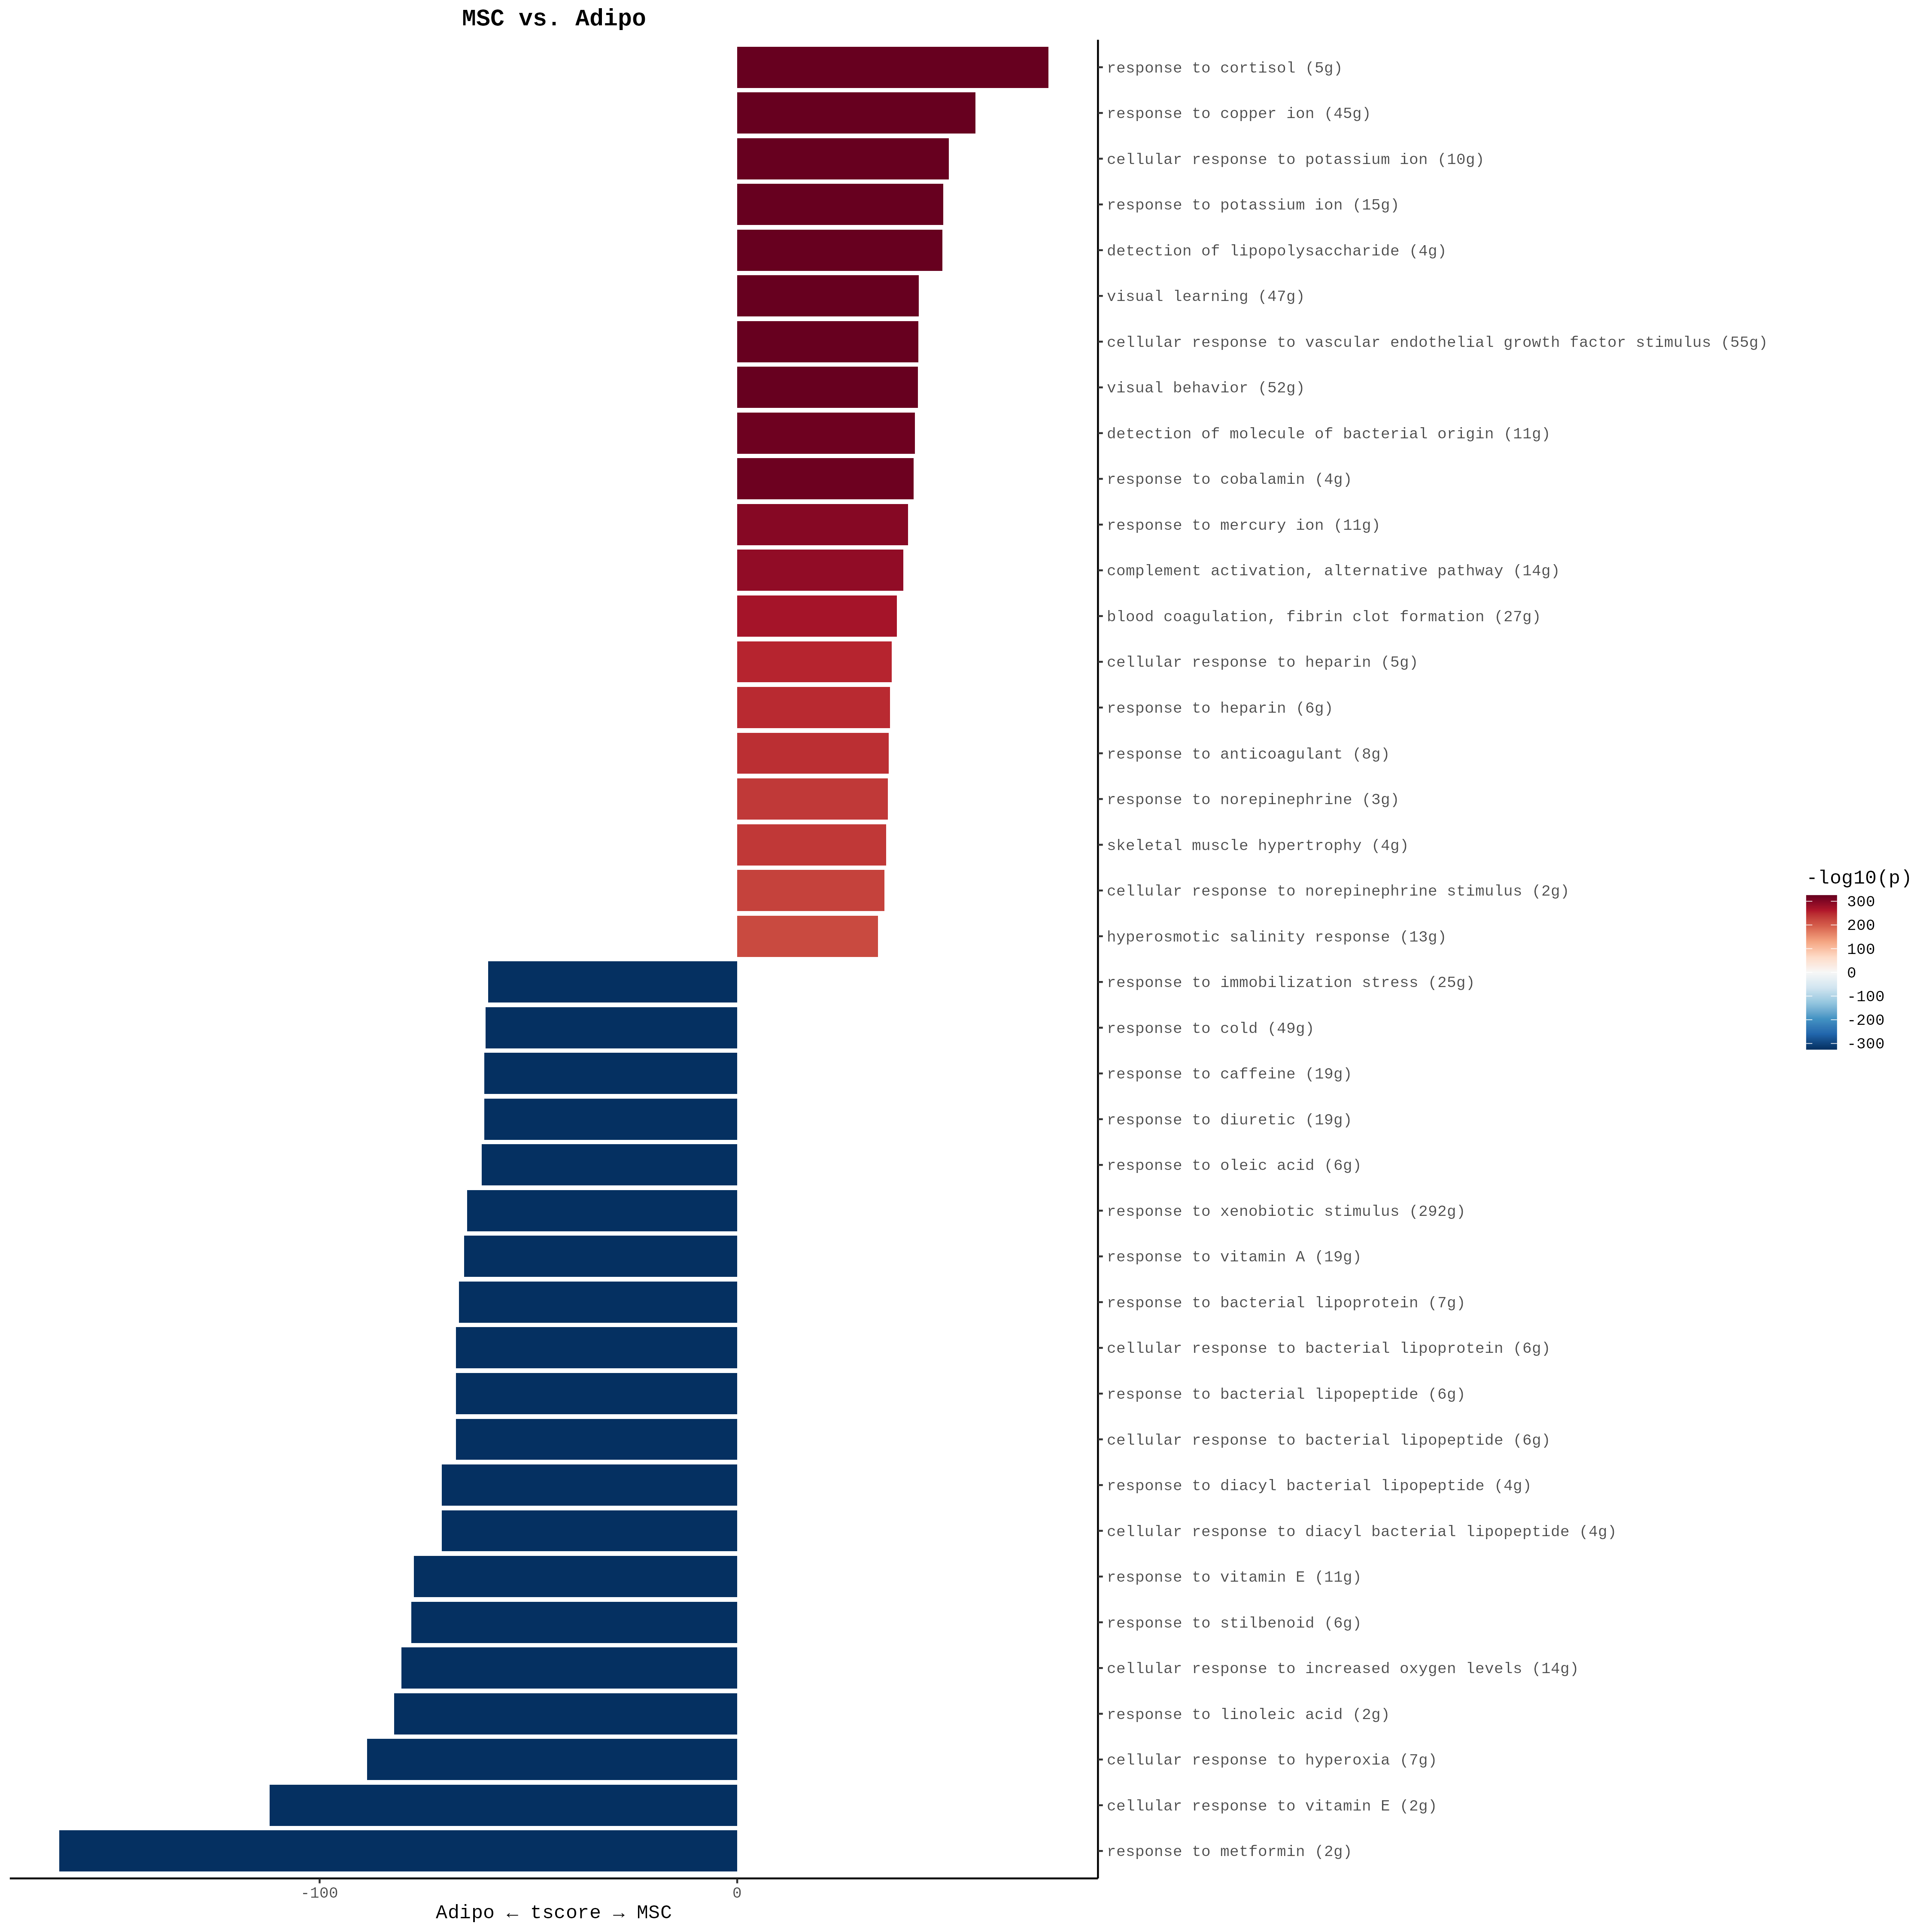 MSC vs. Adipo
response to cortisol (5g)
response to copper ion (45g)
cellular response to potassium ion (10g)
response to potassium ion (15g)
detection of lipopolysaccharide (4g)
visual learning (47g)
cellular response to vascular endothelial growth factor stimulus (55g)
visual behavior (52g)
detection of molecule of bacterial origin (11g)
response to cobalamin (4g)
response to mercury ion (11g)
complement activation, alternative pathway (14g)
blood coagulation, fibrin clot formation (27g)
cellular response to heparin (5g)
response to heparin (6g)
response to anticoagulant (8g)
response to norepinephrine (3g)
skeletal muscle hypertrophy (4g)
cellular response to norepinephrine stimulus (2g)
hyperosmotic salinity response (13g)
response to immobilization stress (25g)
response to cold (49g)
response to caffeine (19g)
response to diuretic (19g)
response to oleic acid (6g)
response to xenobiotic stimulus (292g)
response to vitamin A (19g)
response to bacterial lipoprotein (7g)
cellular response to bacterial lipoprotein (6g)
response to bacterial lipopeptide (6g)
cellular response to bacterial lipopeptide (6g)
response to diacyl bacterial lipopeptide (4g)
cellular response to diacyl bacterial lipopeptide (4g)
response to vitamin E (11g)
response to stilbenoid (6g)
cellular response to increased oxygen levels (14g)
response to linoleic acid (2g)
cellular response to hyperoxia (7g)
cellular response to vitamin E (2g)
response to metformin (2g)
-100
0
Adipo ← tscore → MSC
-log10(p)
300
200
100
0
-100
-200
-300